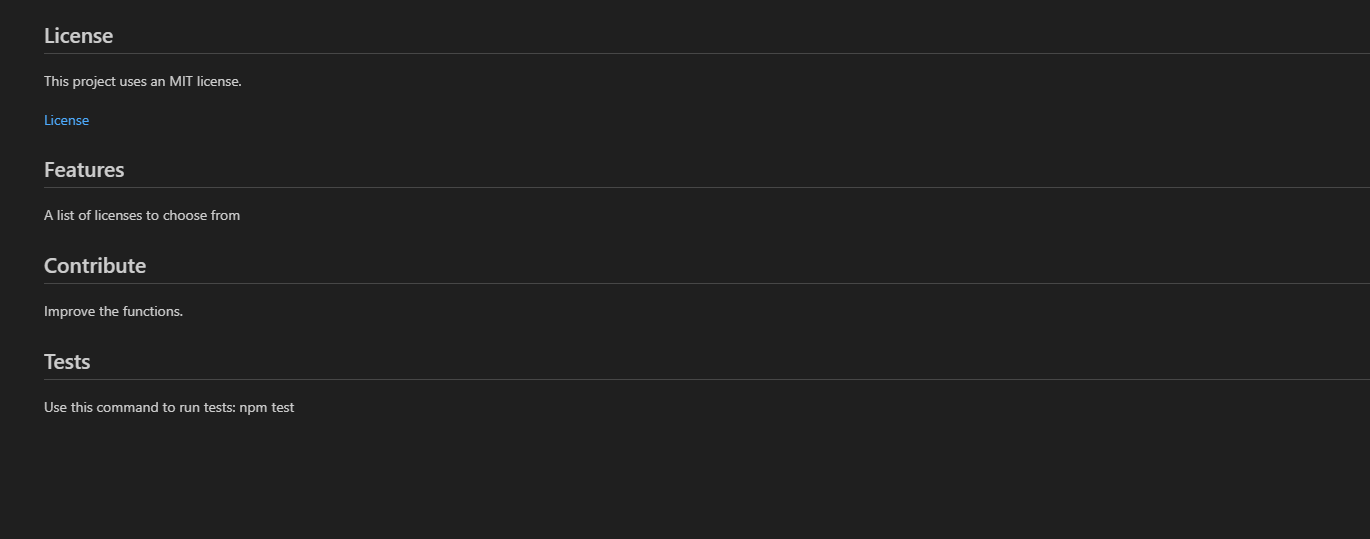 License
This project uses an MIT license.
License
Features
A list of licenses to choose from
Contribute
Improve the functions.
Tests
Use this command to run tests: npm test